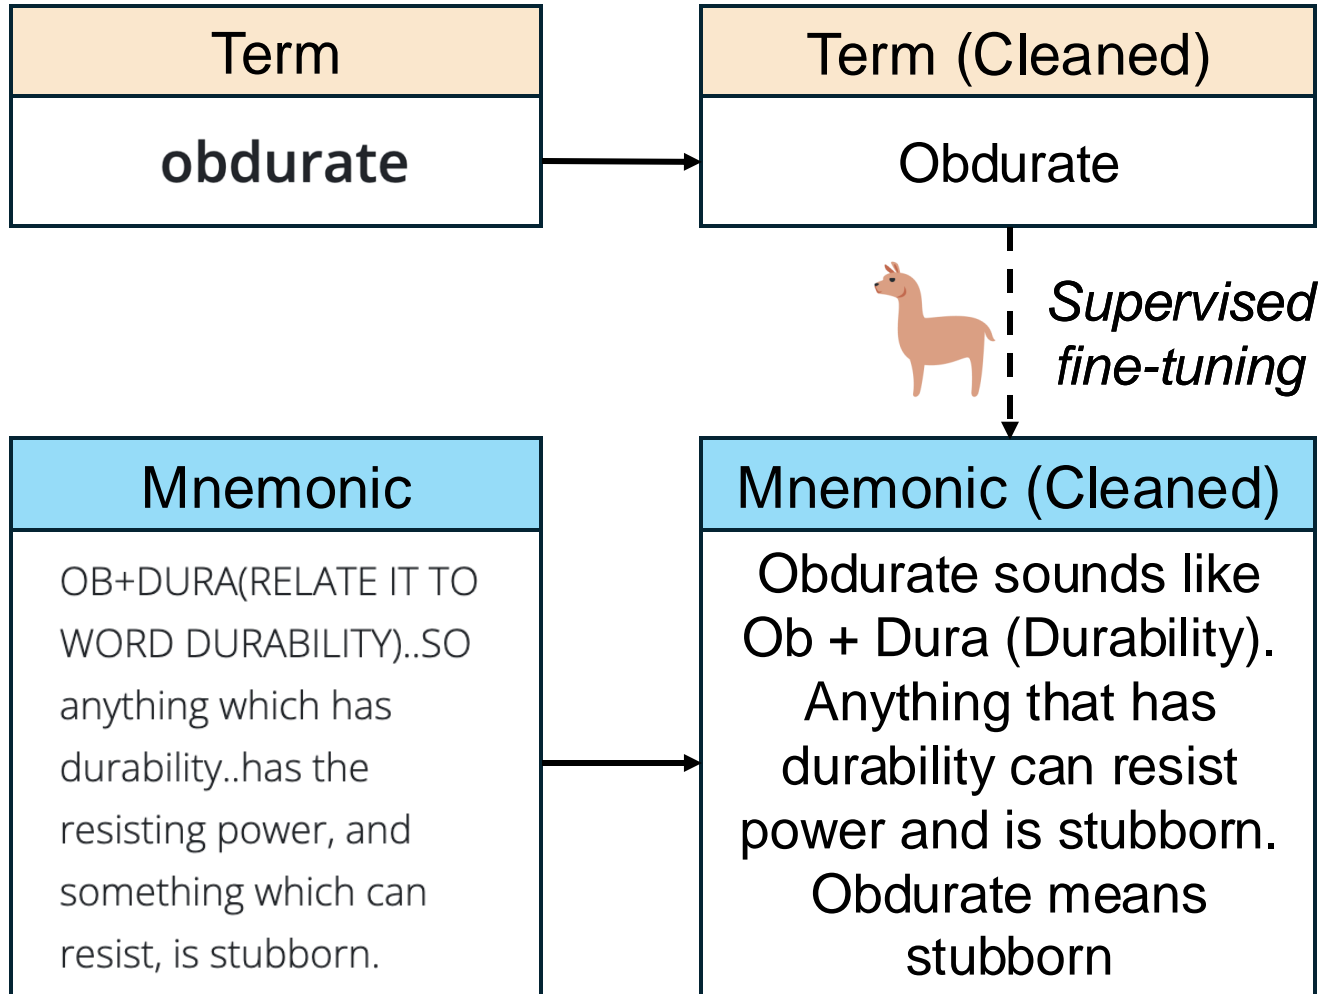 Term
obdurate
Term (Cleaned)
Obdurate
Supervised
fine-tuning
Mnemonic
OB+DURA(RELATE IT TO
WORD DURABILITY)..SO
anything which has
durability..has the
resisting power, and
something which can
resist, is stubborn.
Mnemonic (Cleaned)
Obdurate sounds like
Ob + Dura (Durability).
Anything that has
durability can resist
power and is stubborn.
Obdurate means
stubborn